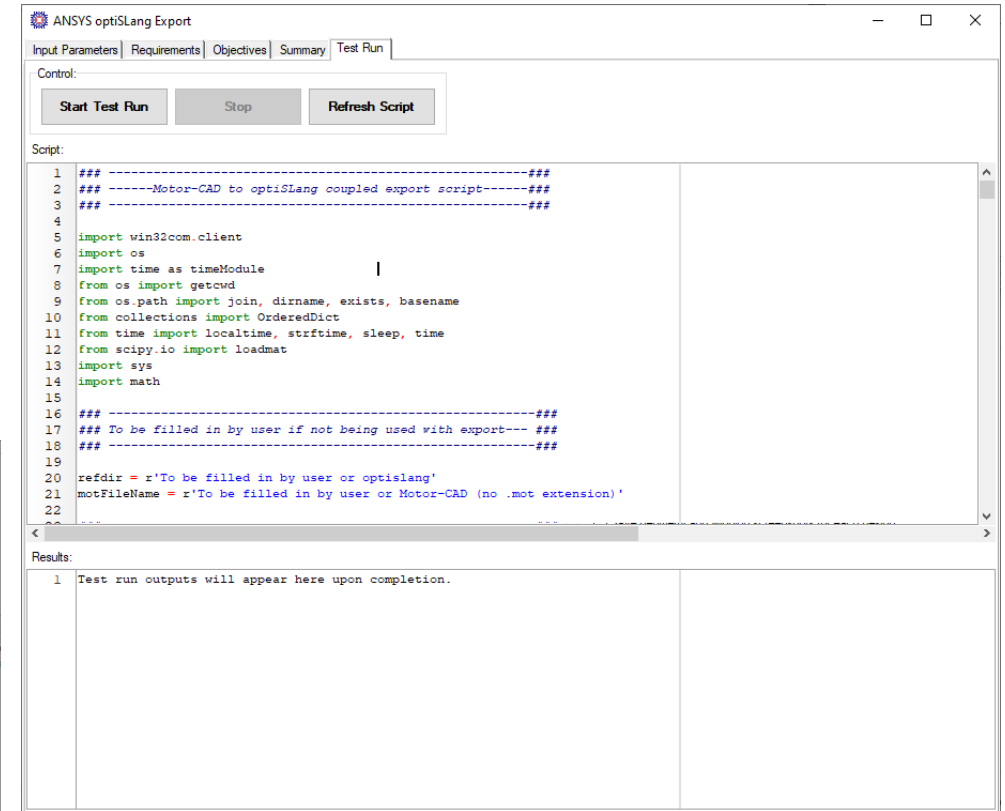 ANSYS optiSLang Export
Input Parameters Requirements Objectives Summary Test Run
Control:
Start Test Run Stop Refresh Script
Script:
1 ### --------------------------------------------------------###
2 ### ------Motor-CAD to optiSLang coupled export script------###
3 ### --------------------------------------------------------###
4
5 import win32com.client
6 import os
7 import time as timeModule
8 from os import getcwd
9 from os.path import join, dirname, exists, basename
10 from collections import OrderedDict
11 from time import localtime, strftime, sleep, time
12 from scipy.io import loadmat
13 import sys
14 import math
15
16 ### ---------------------------------------------------------###
17 ### To be filled in by user if not being used with export--- ###
18 ### ---------------------------------------------------------###
19
20 refdir = r'To be filled in by user or optislang'
21 motFileName = r'To be filled in by user or Motor-CAD (no .mot extension)'
22
Results:
1 Test run outputs will appear here upon completion.